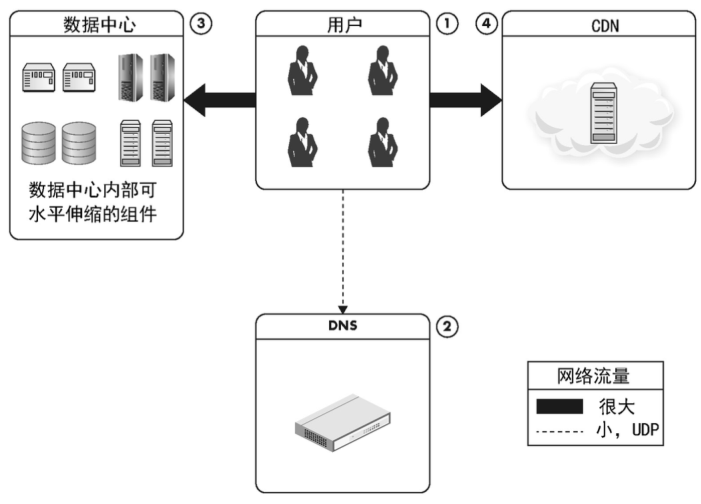 数据中心
③
用户
①
④
CDN
数据中心内部可
水平伸缩的组件
DNS
②
网络流量
很大
小，UDP